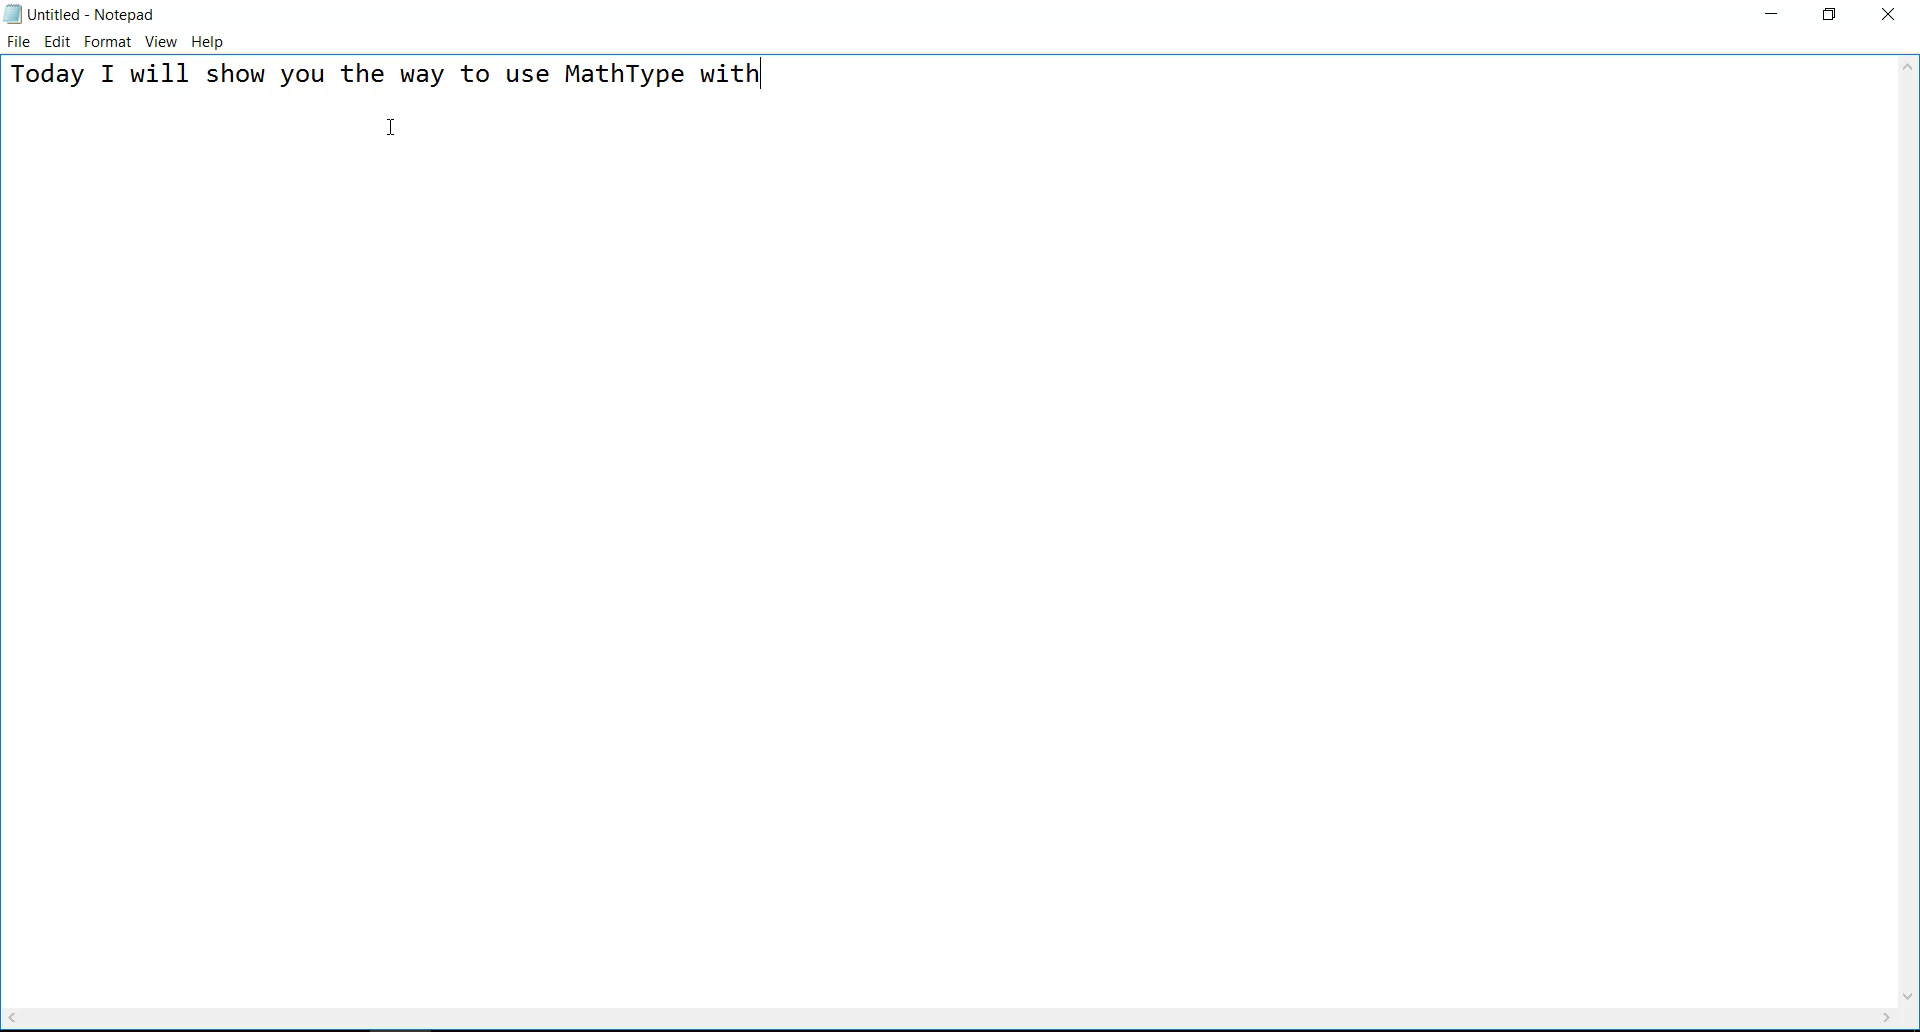 Untitled - Notepad
File Edit Format View Help
Today I will show you the way to use MathType with